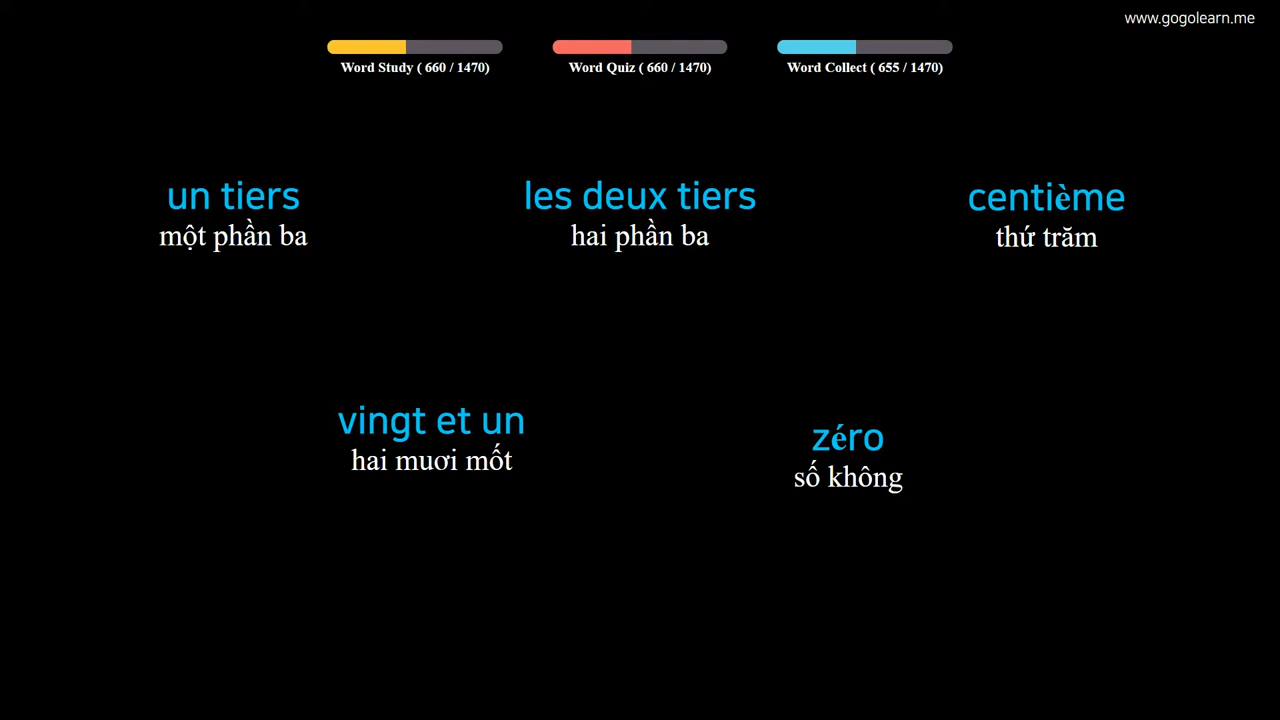 www.gogolearn.me
Word Study ( 660 / 1470)
Word Quiz ( 660 / 1470)
Word Collect ( 655 / 1470)
un tiers
một phần ba
les deux tiers
hai phần ba
centième
thứ trăm
vingt et un
hai muơi mốt
zéro
số không